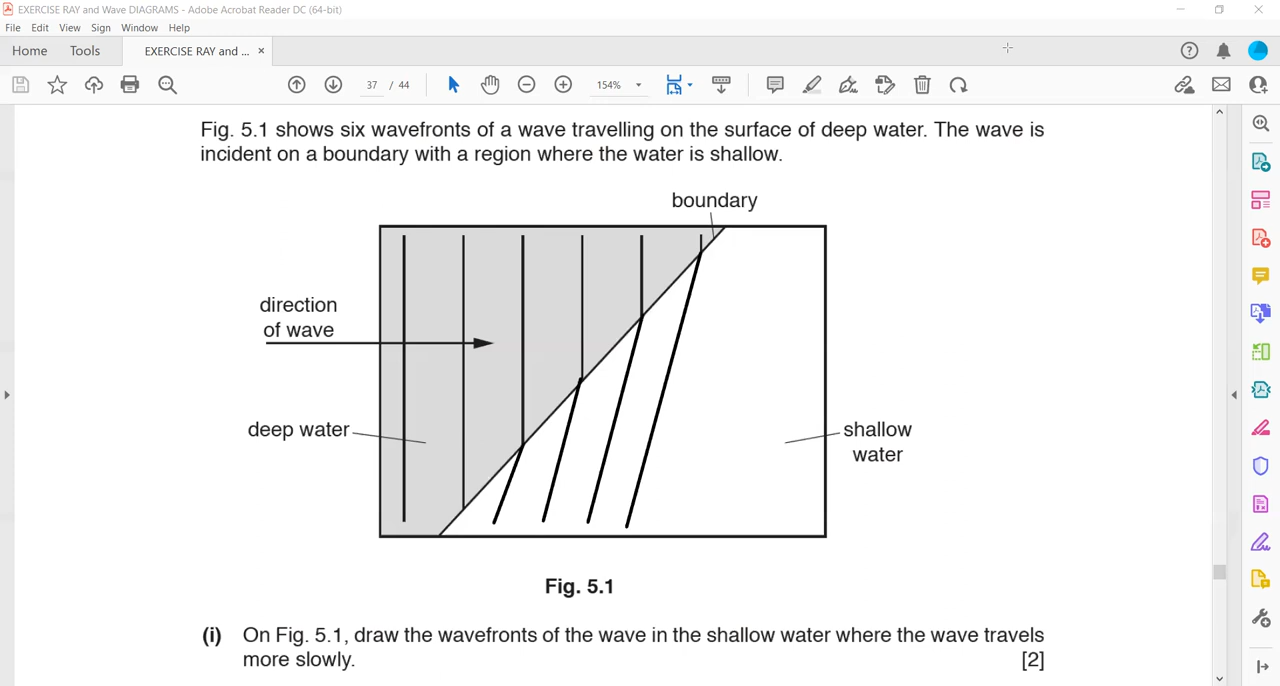 EXERCISE RAY and Wave DIAGRAMS - Adobe Acrobat Reader DC (64-bit)
File Edit View Sign Window Help
Home Tools EXERCISE RAY and ... ×
37 / 44 154%
Fig. 5.1 shows six wavefronts of a wave travelling on the surface of deep water. The wave is
incident on a boundary with a region where the water is shallow.
boundary
direction
of wave
deep water
shallow
water
Fig. 5.1
(i) On Fig. 5.1, draw the wavefronts of the wave in the shallow water where the wave travels
more slowly. [2]